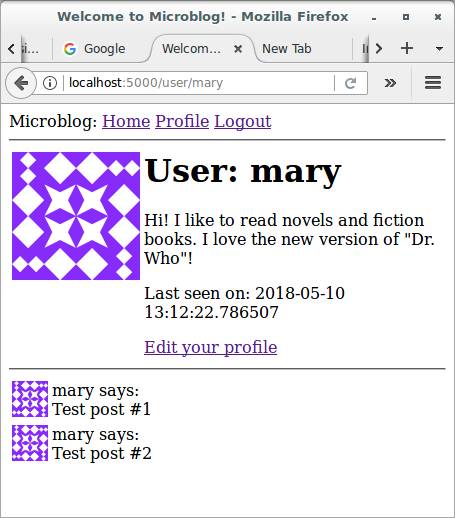 Welcome to Microblog! - Mozilla Firefox
si... Google Welcom... New Tab
localhost:5000/user/mary
Microblog: Home Profile Logout
User: mary
Hi! I like to read novels and fiction
books. I love the new version of "Dr.
Who"!
Last seen on: 2018-05-10
13:12:22.786507
Edit your profile
mary says:
Test post #1
mary says:
Test post #2